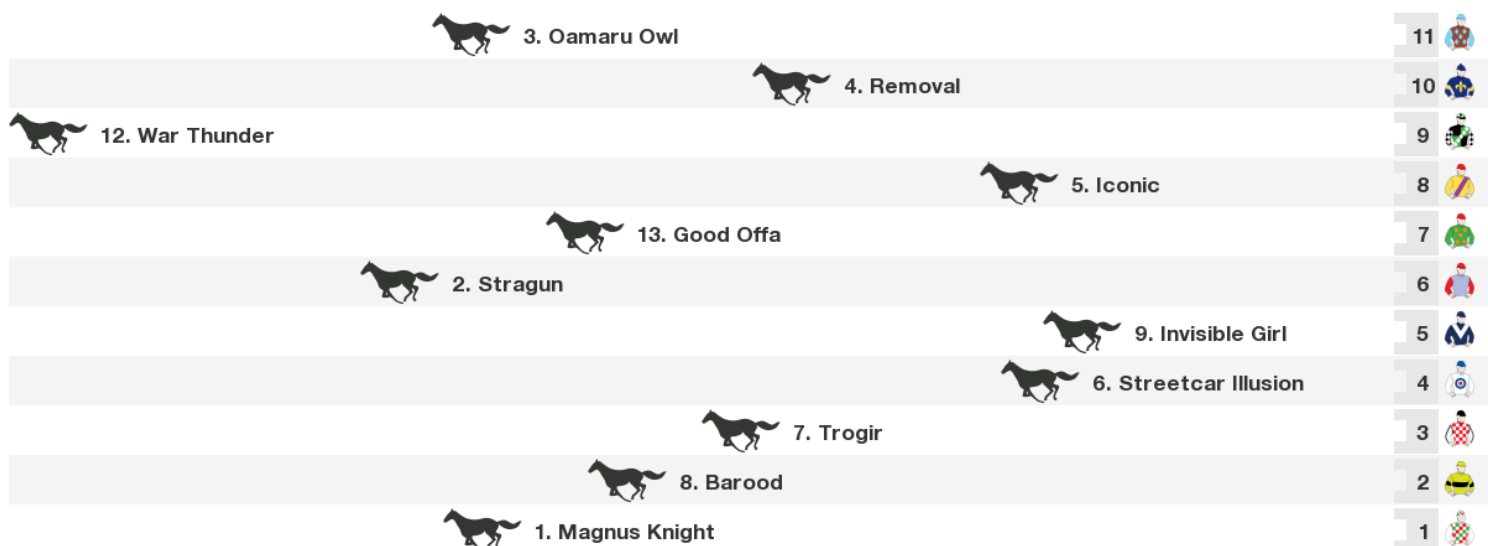 3. Oamaru Owl 11
4. Removal 10
12. War Thunder 9
5. Iconic 8
13. Good Offa 7
2. Stragun 6
9. Invisible Girl 5
6. Streetcar Illusion 4
7. Trogir 3
8. Barood 2
1. Magnus Knight 1